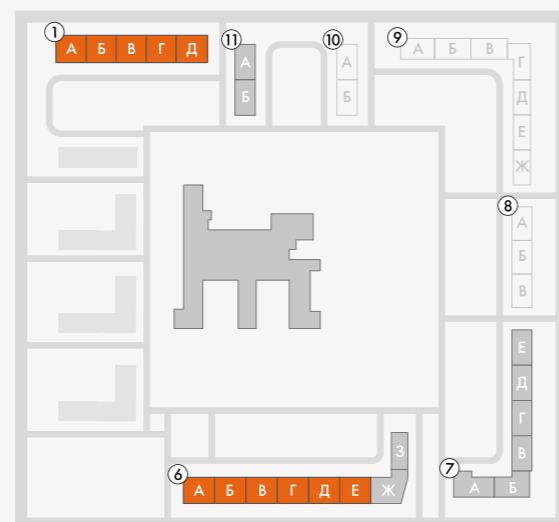 1
А Б В Г Д
11
А
Б
10
А
Б
9
А Б В
Г
Д
Е
Ж
8
А
Б
В
Е
Д
Г
В
7
А Б
6
А Б В Г Д Е Ж
З